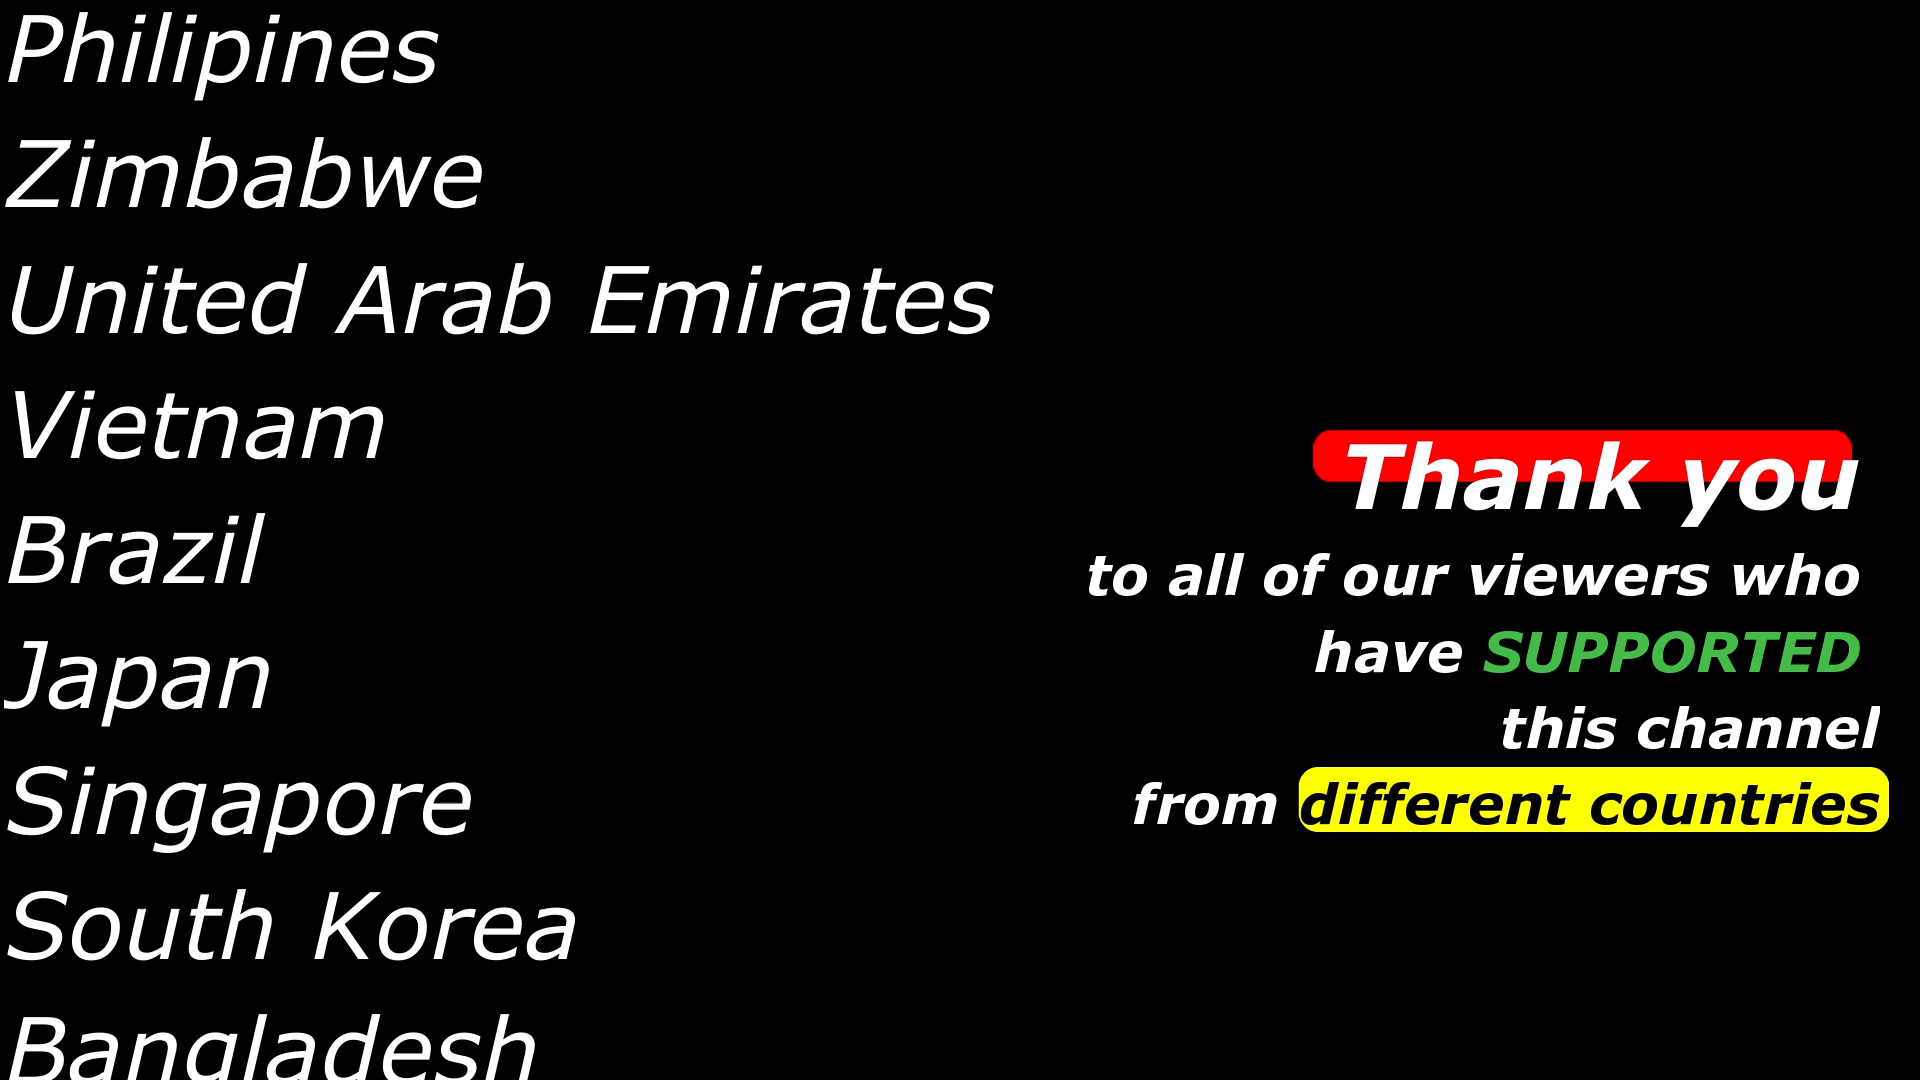 Philipines
Zimbabwe
United Arab Emirates
Vietnam
Brazil
Japan
Singapore
South Korea
Bangladesh
Thank you
to all of our viewers who
have SUPPORTED
this channel
from different countries